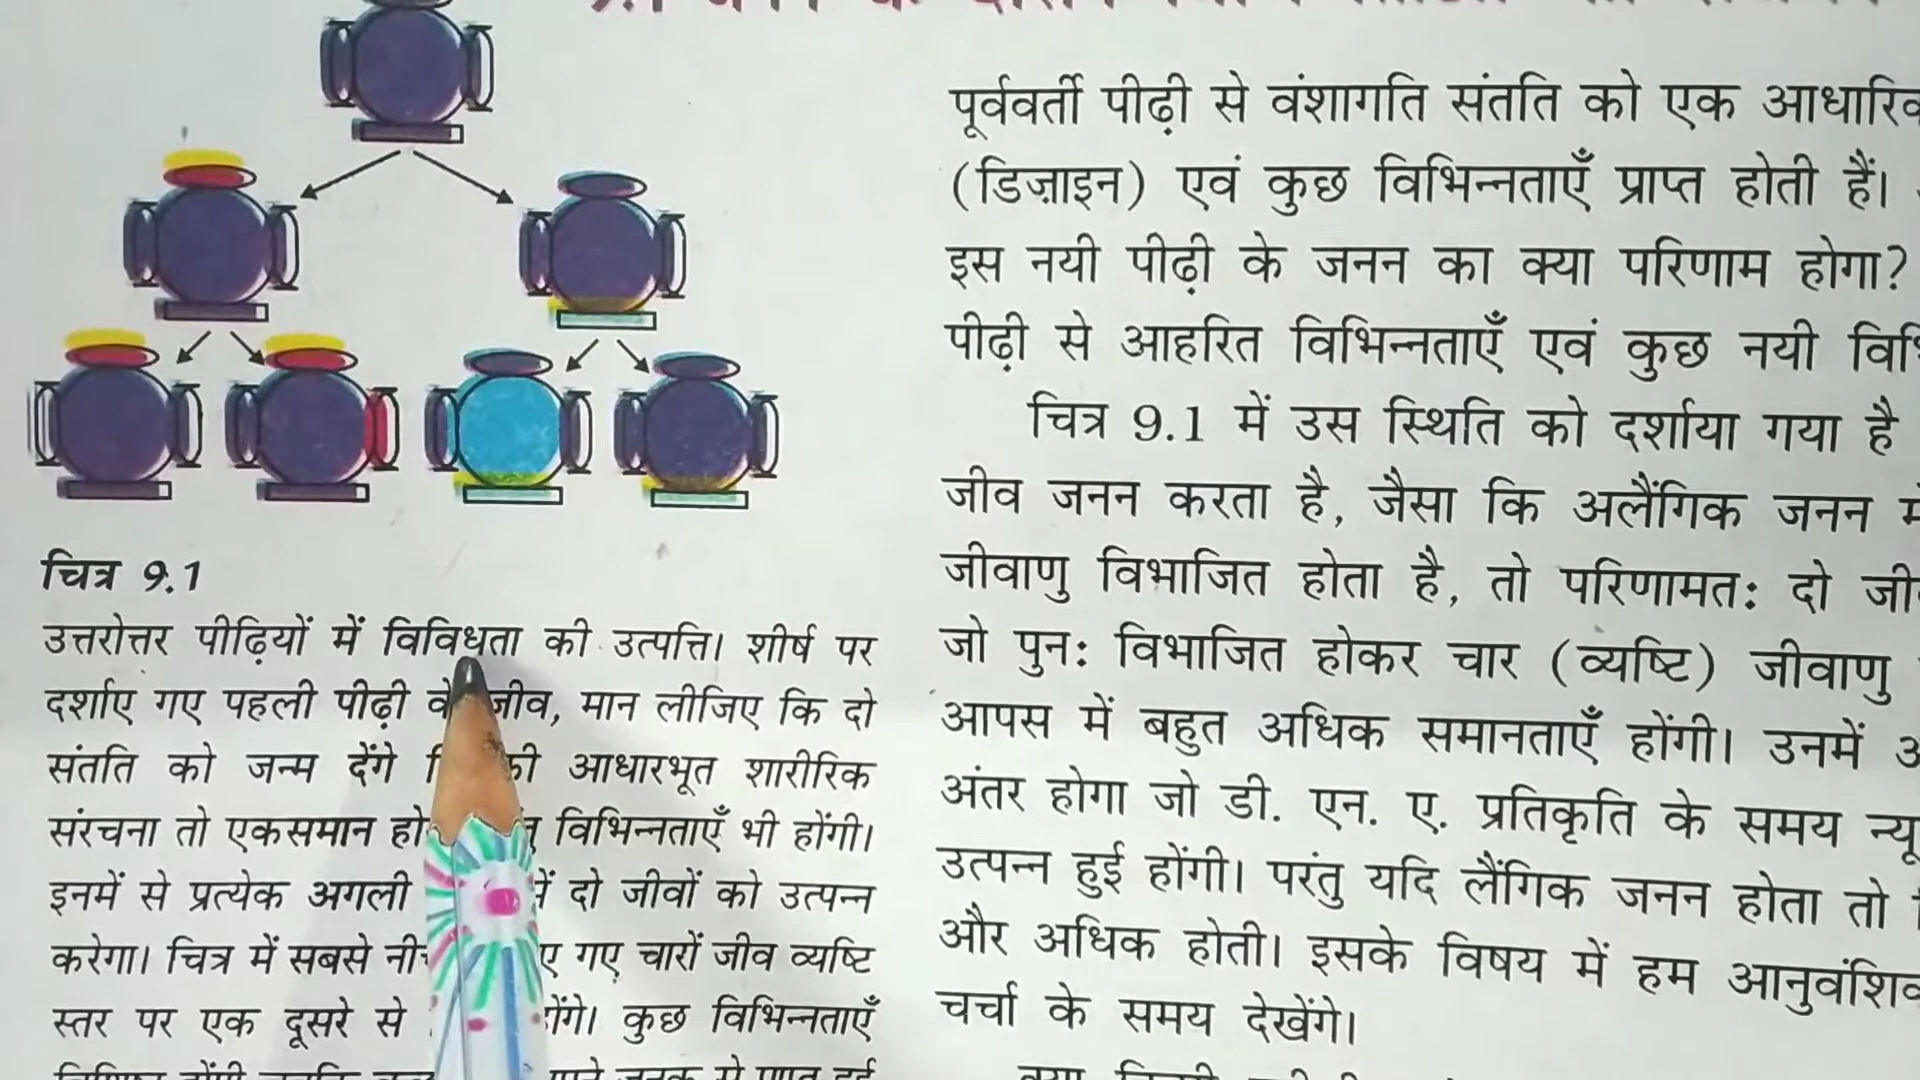 पूर्ववर्ती पीढ़ी से वंशागति संतति को एक
(डिज़ाइन) एवं कुछ विभिन्नताएँ प्राप्त होती हैं।
इस नयी पीढ़ी के जनन का क्या परिणाम होगा?
पीढ़ी से आहरित विभिन्नताएँ एवं कुछ नयी
चित्र 9.1 में उस स्थिति को दर्शाया गया है
जीव जनन करता है, जैसा कि अलैंगिक जनन
जीवाणु विभाजित होता है, तो परिणामत: दो
जो पुन: विभाजित होकर चार (व्यष्टि) जीवाणु
आपस में बहुत अधिक समानताएँ होंगी। उनमें
अंतर होगा जो डी. एन. ए. प्रतिकृति के समय
उत्पन्न हुई होंगी। परंतु यदि लैंगिक जनन होता तो
और अधिक होती। इसके विषय में हम
चर्चा के समय देखेंगे।
चित्र 9.1
उत्तरोत्तर पीढ़ियों में विविधता की उत्पत्ति। शीर्ष पर
दर्शाए गए पहली पीढ़ी जीव, मान लीजिए कि दो
संतति को जन्म देंगे आधारभूत शारीरिक
संरचना तो एकसमान विभिन्नताएँ भी होंगी।
इनमें से प्रत्येक अगली दो जीवों को उत्पन्न
करेगा। चित्र में सबसे गए चारों जीव व्यष्टि
स्तर पर एक दूसरे से कुछ विभिन्नताएँ